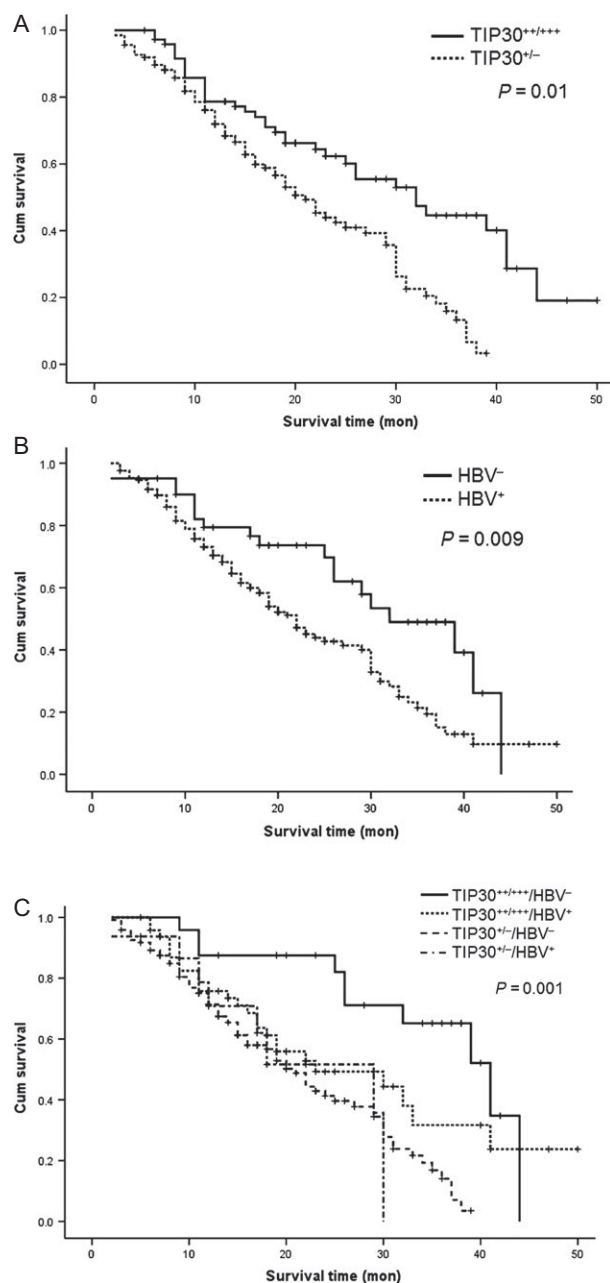 A
TIP30++/+++
TIP30+/–
P = 0.01
Cum survival
1.0
0.8
0.6
0.4
0.2
0.0
0 10 20 30 40 50
Survival time (mon)
B
HBV–
HBV+
P = 0.009
Cum survival
1.0
0.8
0.6
0.4
0.2
0.0
0 10 20 30 40 50
Survival time (mon)
C
TIP30++/+++/HBV–
TIP30++/+++/HBV+
TIP30+/–/HBV–
TIP30+/–/HBV+
P = 0.001
Cum survival
1.0
0.8
0.6
0.4
0.2
0.0
0 10 20 30 40 50
Survival time (mon)